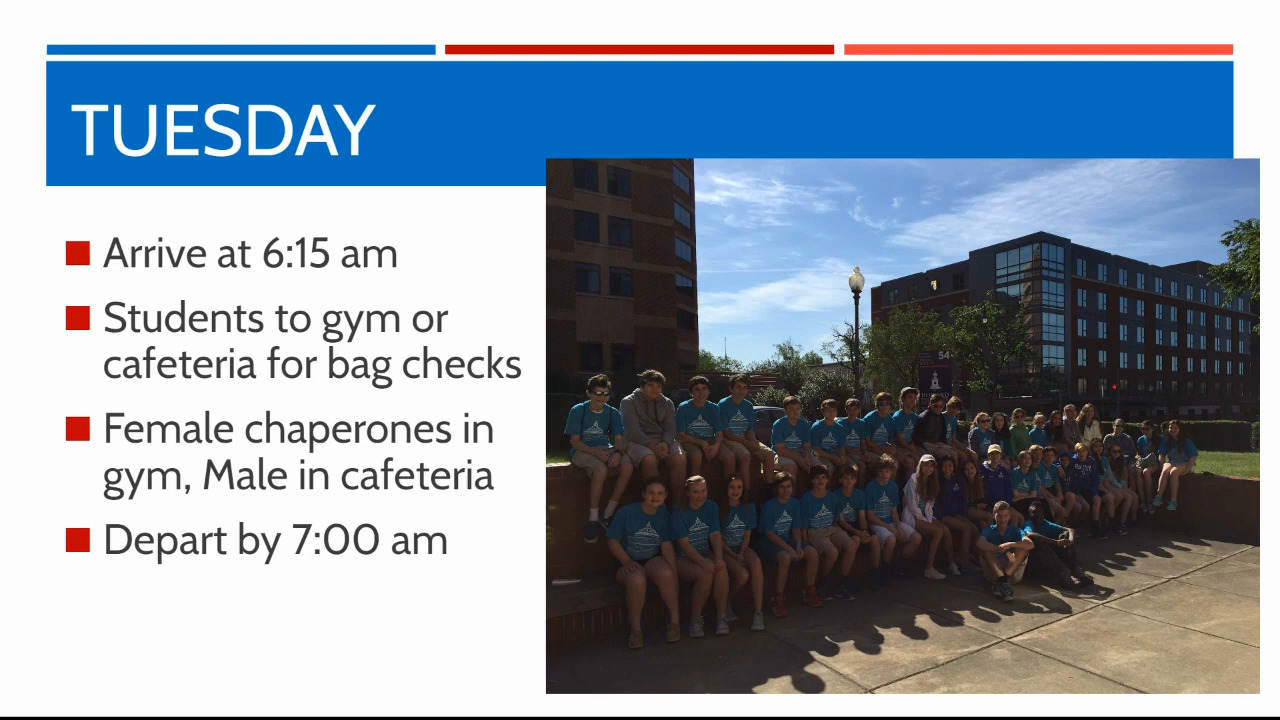 TUESDAY
Arrive at 6:15 am
Students to gym or
cafeteria for bag checks
Female chaperones in
gym, Male in cafeteria
Depart by 7:00 am
54